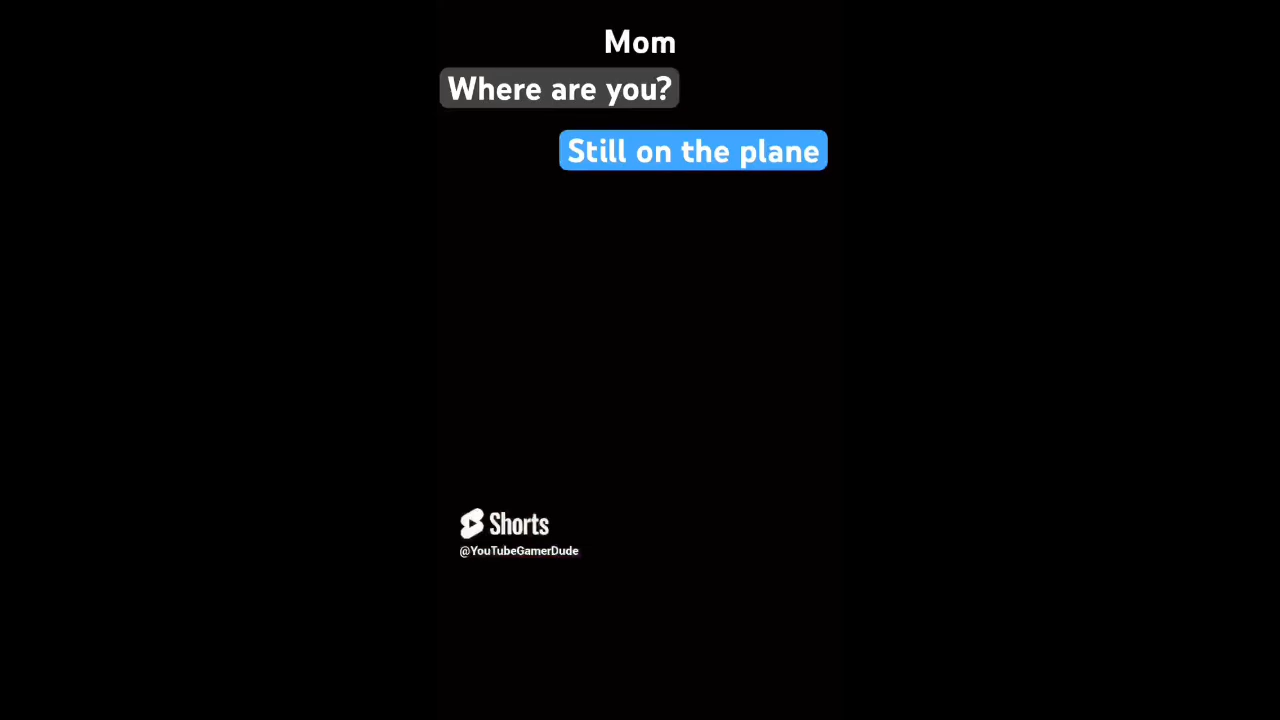 Mom
Where are you?
Still on the plane
Shorts
@YouTubeGamerDude